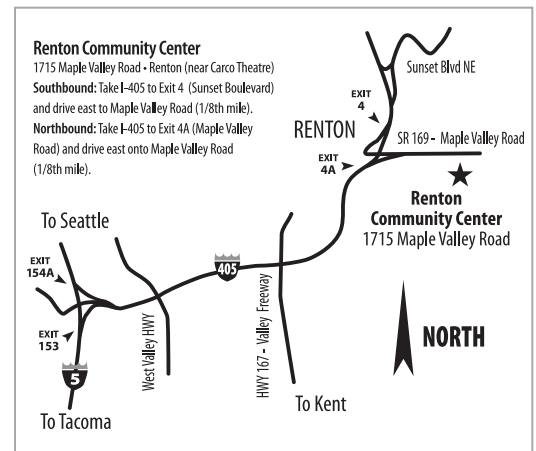 Renton Community Center
1715 Maple Valley Road • Renton (near Carco Theatre)
Southbound: Take I-405 to Exit 4 (Sunset Boulevard)
and drive east to Maple Valley Road (1/8th mile).
Northbound: Take I-405 to Exit 4A (Maple Valley
Road) and drive east onto Maple Valley Road
(1/8th mile).
Sunset Blvd NE
EXIT
4
RENTON
SR 169 - Maple Valley Road
EXIT
4A
Renton
Community Center
1715 Maple Valley Road
To Seattle
EXIT
154A
405
EXIT
153
West Valley HWY
HWY 167 - Valley Freeway
NORTH
5
To Kent
To Tacoma